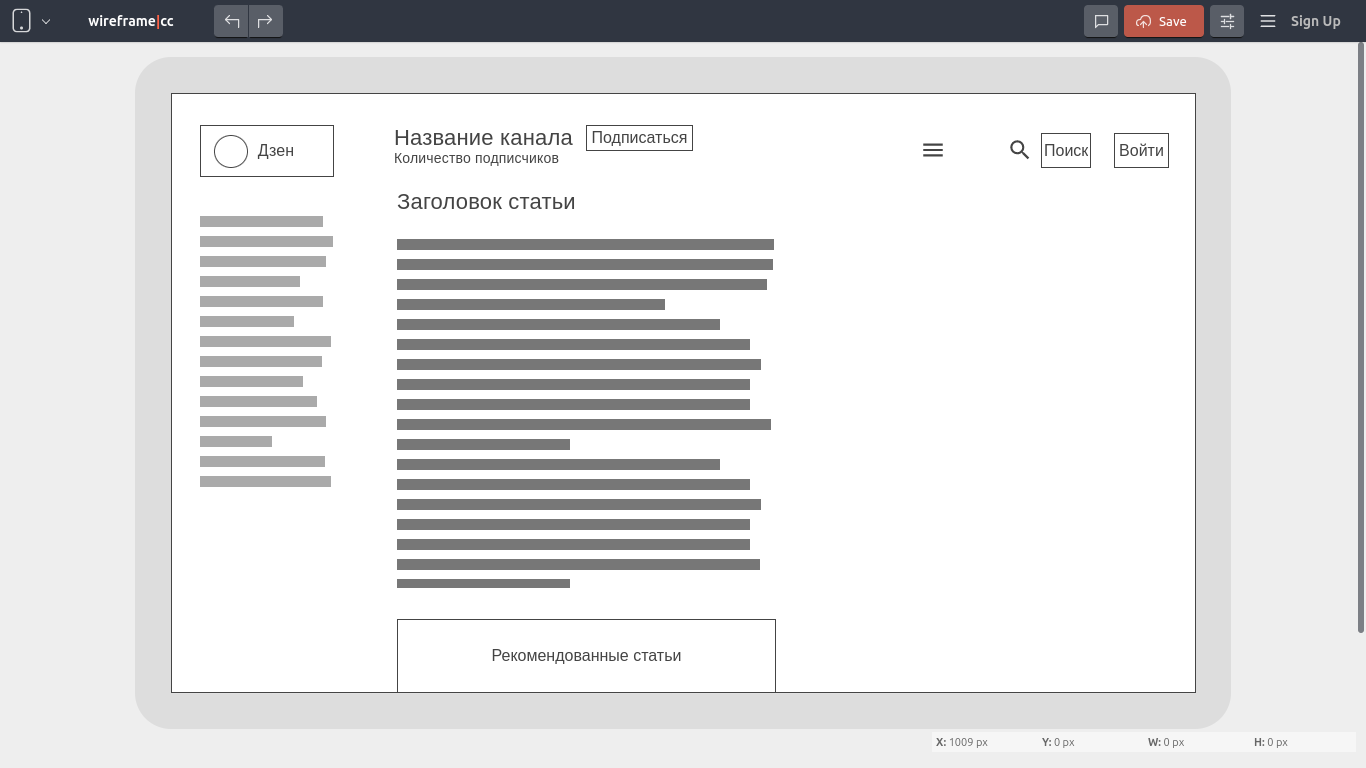 wireframe|cc
Save
Sign Up
Дзен
Название канала
Подписаться
Количество подписчиков
Поиск
Войти
Заголовок статьи
Рекомендованные статьи
X: 1009 px Y: 0 px W: 0 px H: 0 px